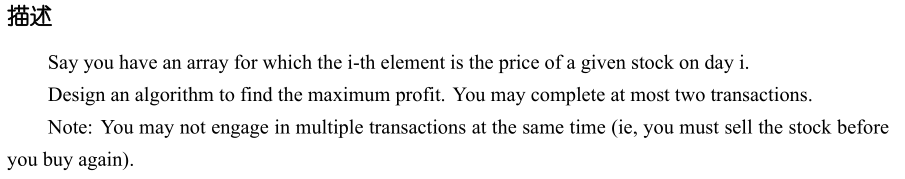 描述
Say you have an array for which the i-th element is the price of a given stock on day i.
Design an algorithm to find the maximum profit. You may complete at most two transactions.
Note: You may not engage in multiple transactions at the same time (ie, you must sell the stock before
you buy again).